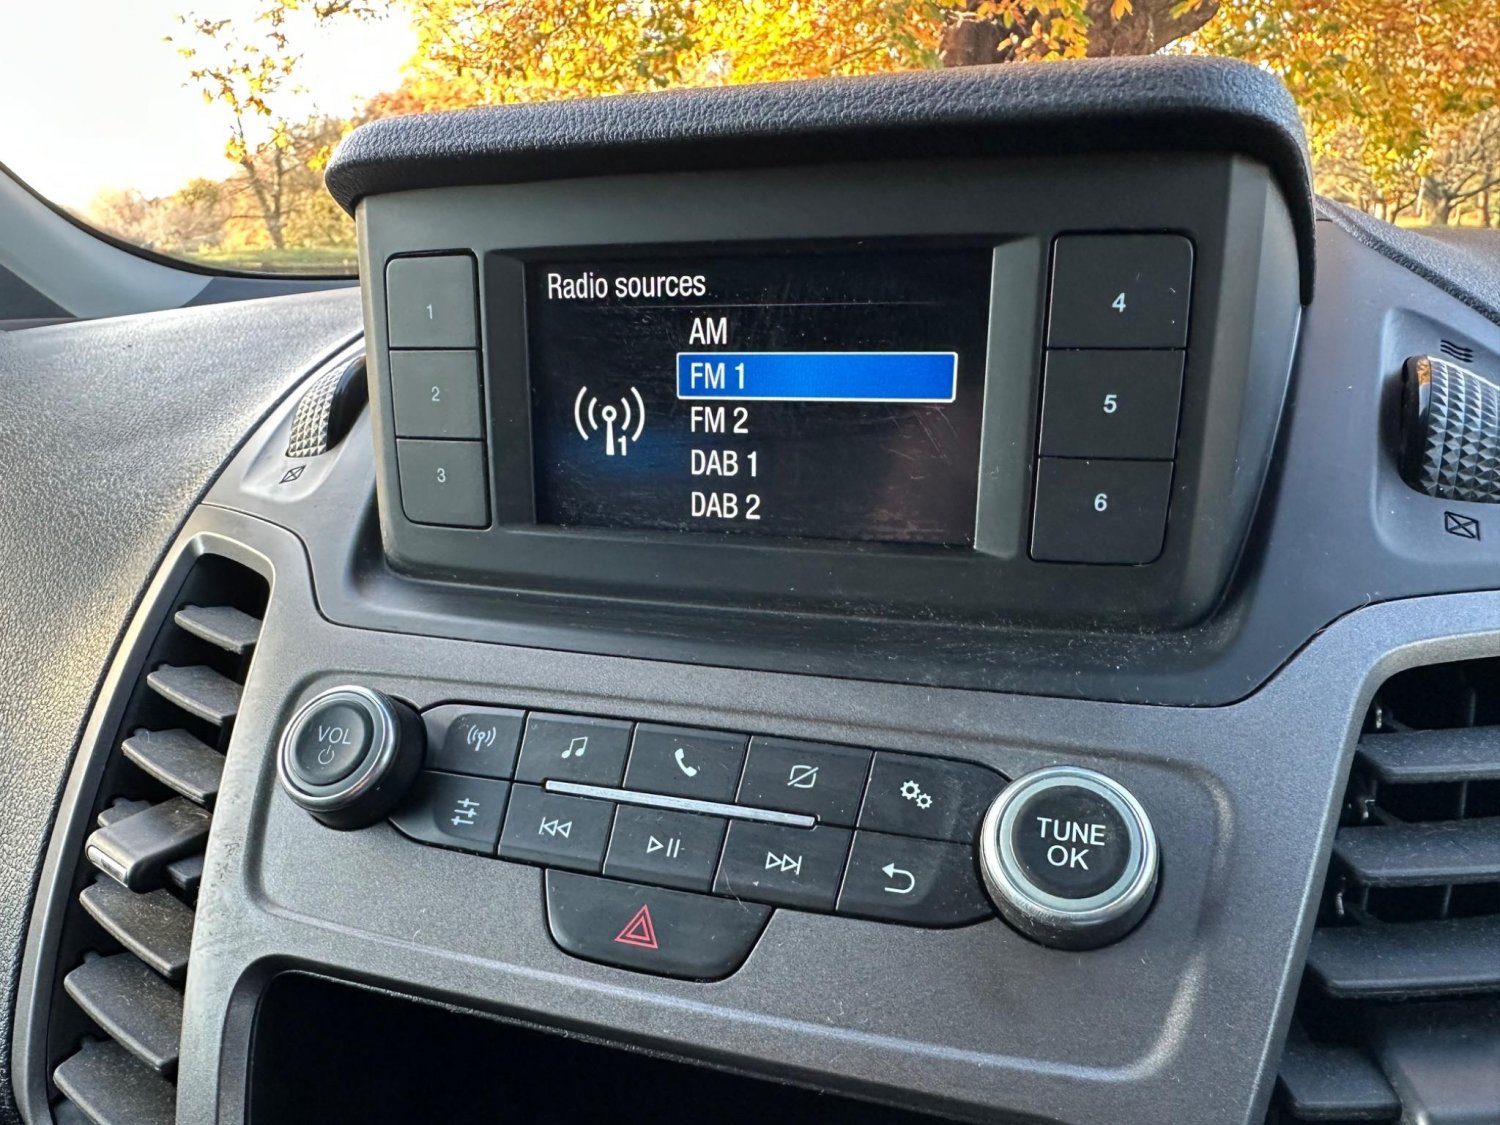 Radio sources
AM
FM 1
FM 2
DAB 1
DAB 2
1
1
2
3
4
5
6
VOL
TUNE
OK